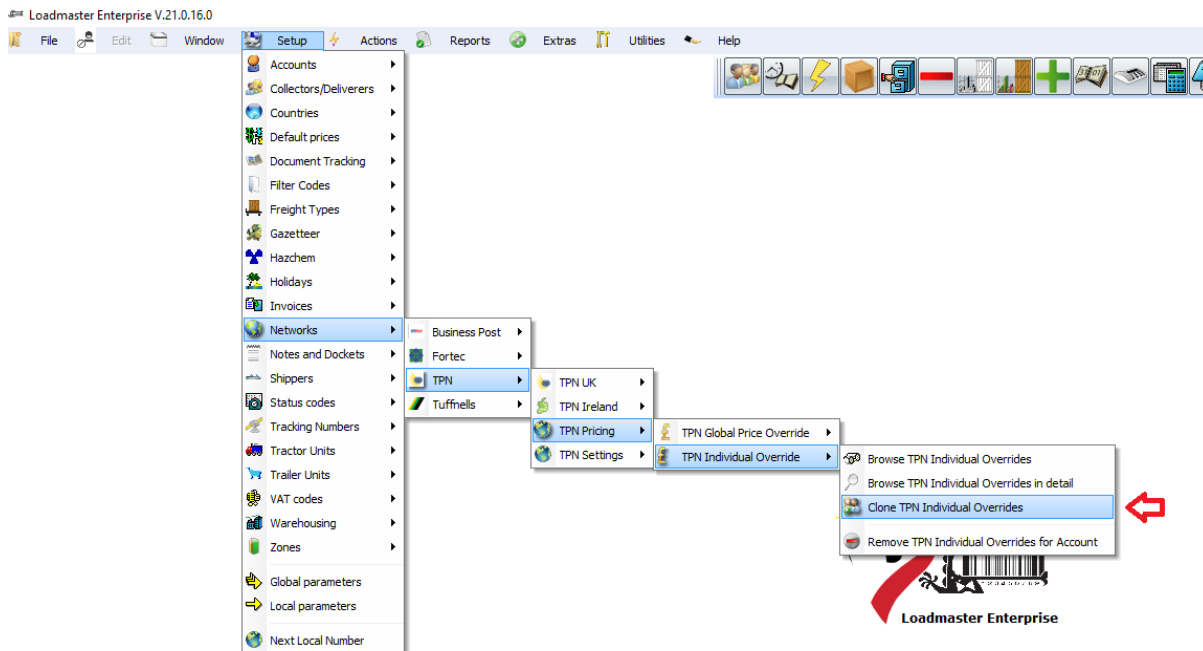 Loadmaster Enterprise V.21.0.16.0
File Edit Window Setup Actions Reports Extras Utilities Help
Accounts
Collectors/Deliverers
Countries
Default prices
Document Tracking
Filter Codes
Freight Types
Gazetteer
Hazchem
Holidays
Invoices
Networks
Notes and Dockets
Shippers
Status codes
Tracking Numbers
Tractor Units
Trailer Units
VAT codes
Warehousing
Zones
Global parameters
Local parameters
Next Local Number
Business Post
Fortec
TPN
Tuffnells
TPN UK
TPN Ireland
TPN Pricing
TPN Settings
TPN Global Price Override
TPN Individual Override
Browse TPN Individual Overrides
Browse TPN Individual Overrides in detail
Clone TPN Individual Overrides
Remove TPN Individual Overrides for Account
Loadmaster Enterprise